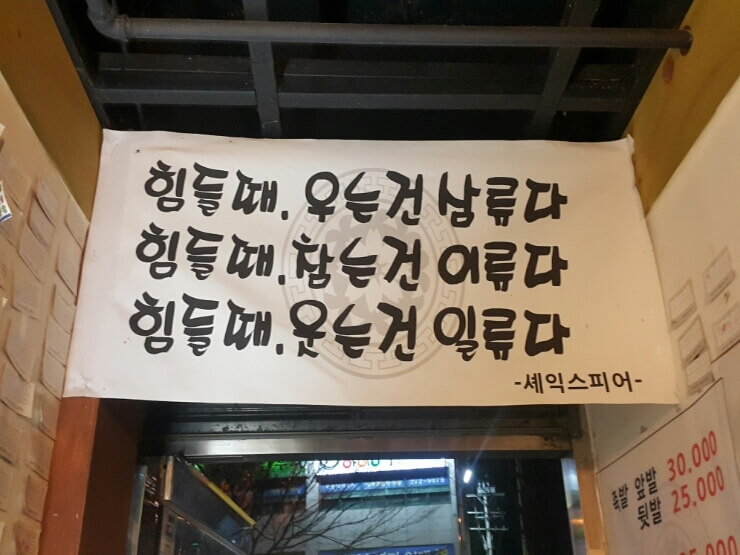 힘들때. 우는건 삼류다
힘들때. 참는건 이류다
힘들때. 웃는건 일류다
-셰익스피어-
족발 앞발 30.000
뒷발 25.000